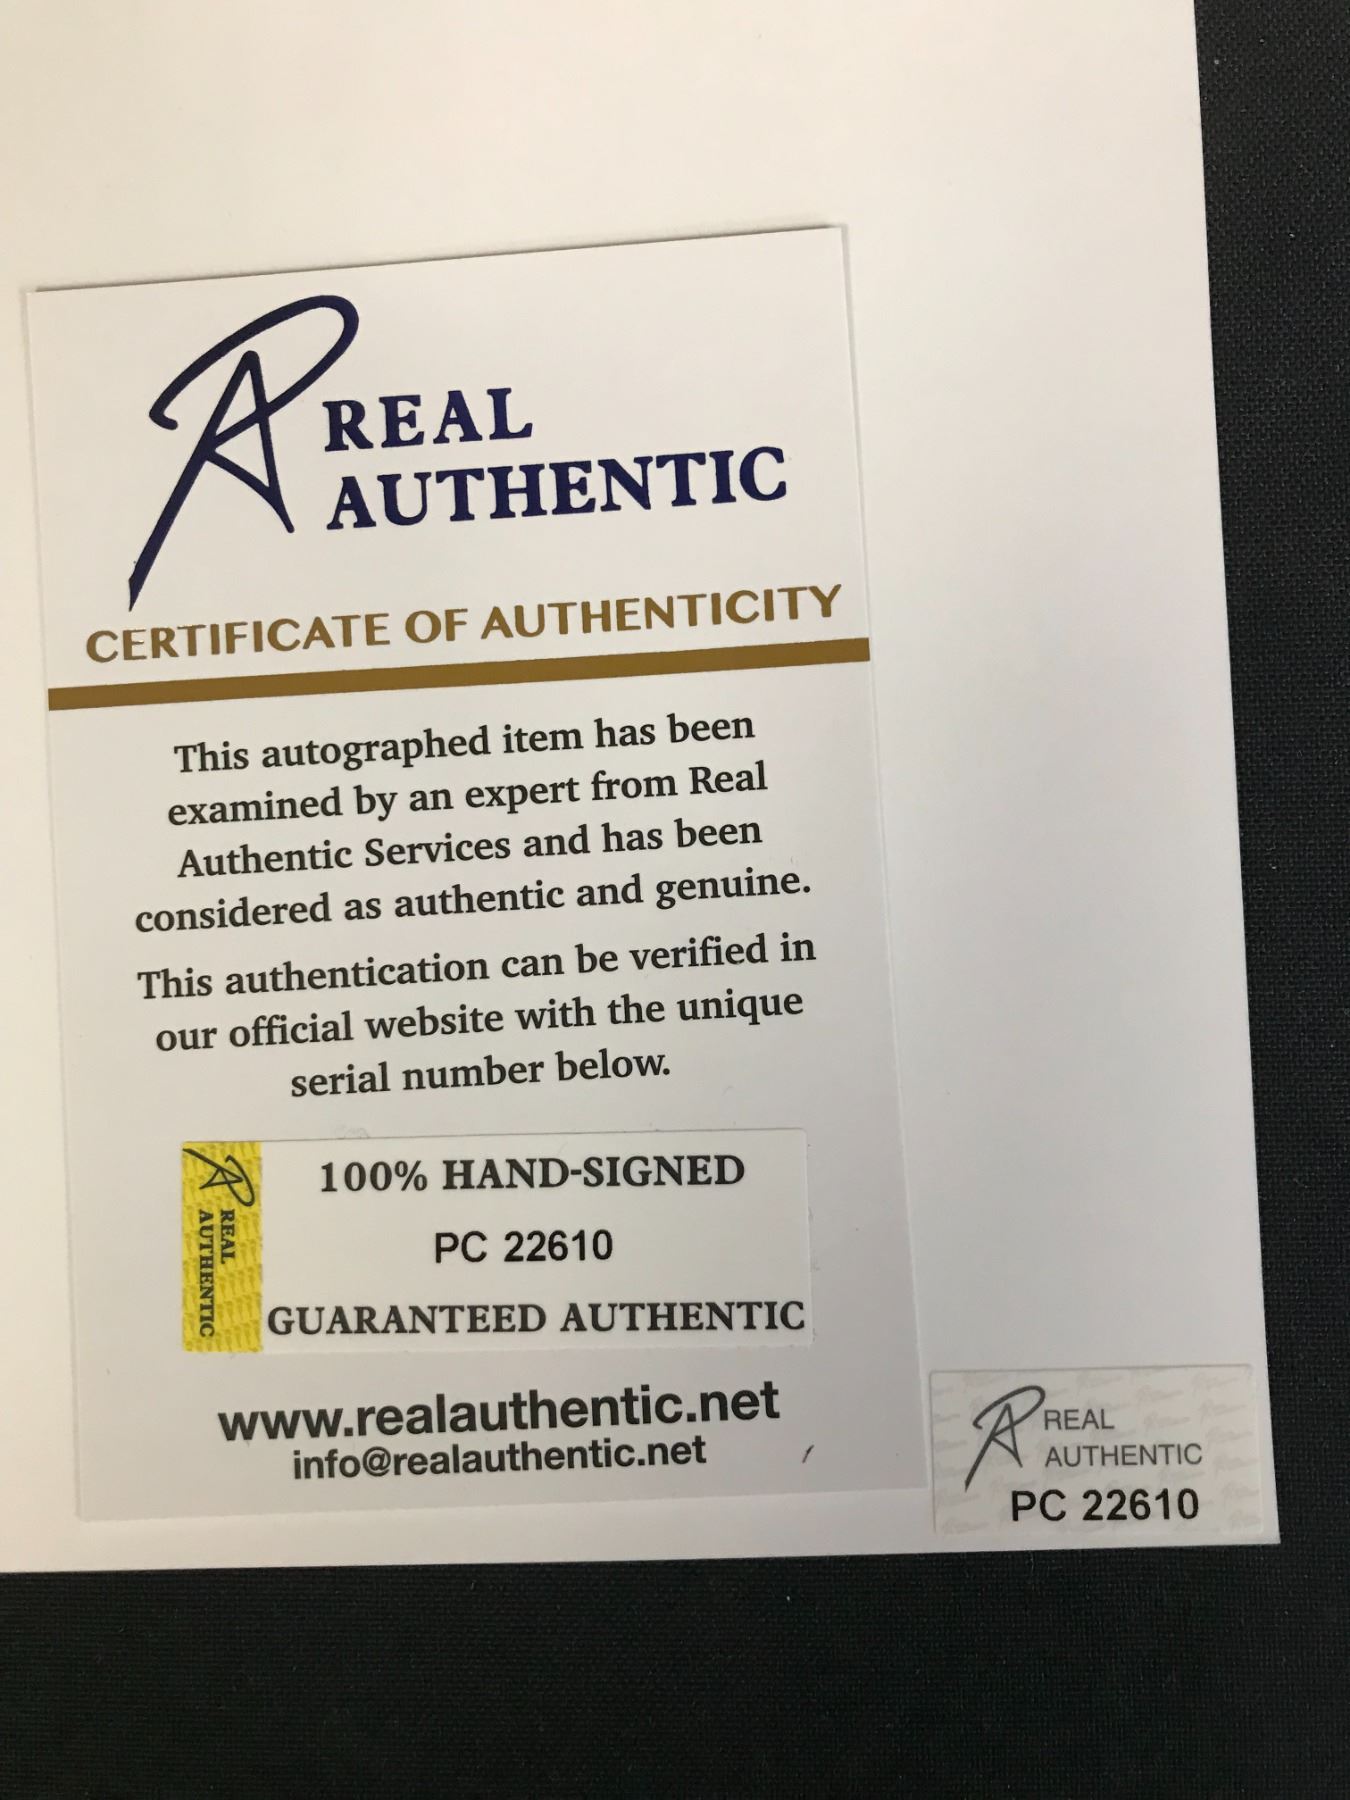 REAL
AUTHENTIC
CERTIFICATE OF AUTHENTICITY
This autographed item has been
examined by an expert from Real
Authentic Services and has been
considered as authentic and genuine.
This authentication can be verified in
our official website with the unique
serial number below.
REAL
AUTHENTIC
100% HAND-SIGNED
PC 22610
GUARANTEED AUTHENTIC
www.realauthentic.net
info@realauthentic.net
REAL
AUTHENTIC
PC 22610